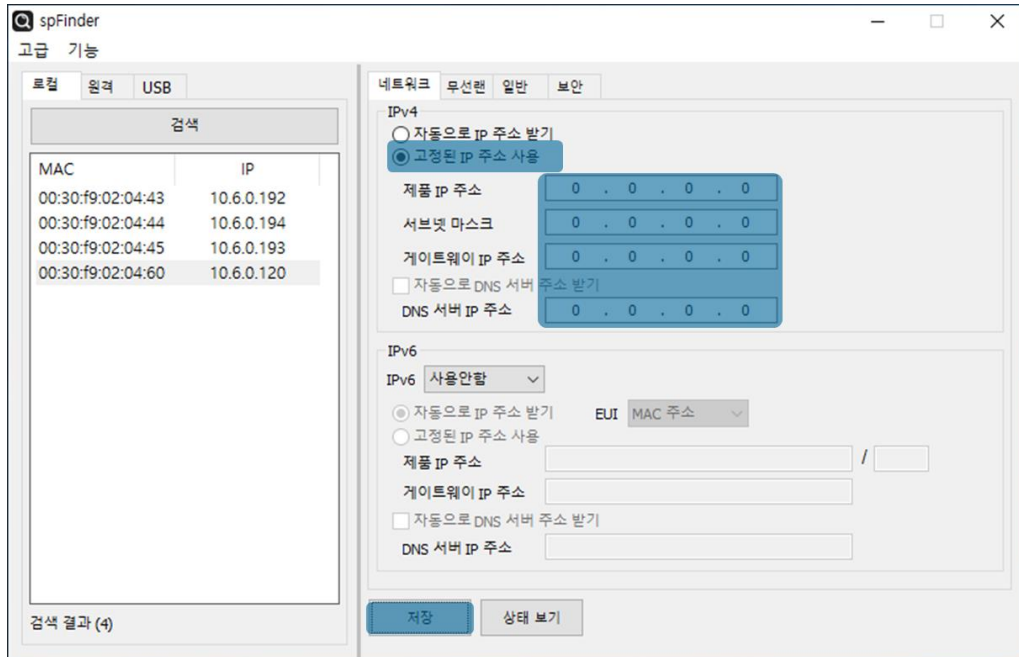 spFinder
고급 기능
로컬 원격 USB
검색
MAC IP
00:30:f9:02:04:43 10.6.0.192
00:30:f9:02:04:44 10.6.0.194
00:30:f9:02:04:45 10.6.0.193
00:30:f9:02:04:60 10.6.0.120
검색 결과 (4)
네트워크 무선랜 일반 보안
IPv4
자동으로 IP 주소 받기
고정된 IP 주소 사용
제품 IP 주소 0 . 0 . 0 . 0
서브넷 마스크 0 . 0 . 0 . 0
게이트웨이 IP 주소 0 . 0 . 0 . 0
자동으로 DNS 서버 주소 받기
DNS 서버 IP 주소 0 . 0 . 0 . 0
IPv6
IPv6 사용안함
자동으로 IP 주소 받기 EUI MAC 주소
고정된 IP 주소 사용
제품 IP 주소 /
게이트웨이 IP 주소
자동으로 DNS 서버 주소 받기
DNS 서버 IP 주소
저장 상태 보기